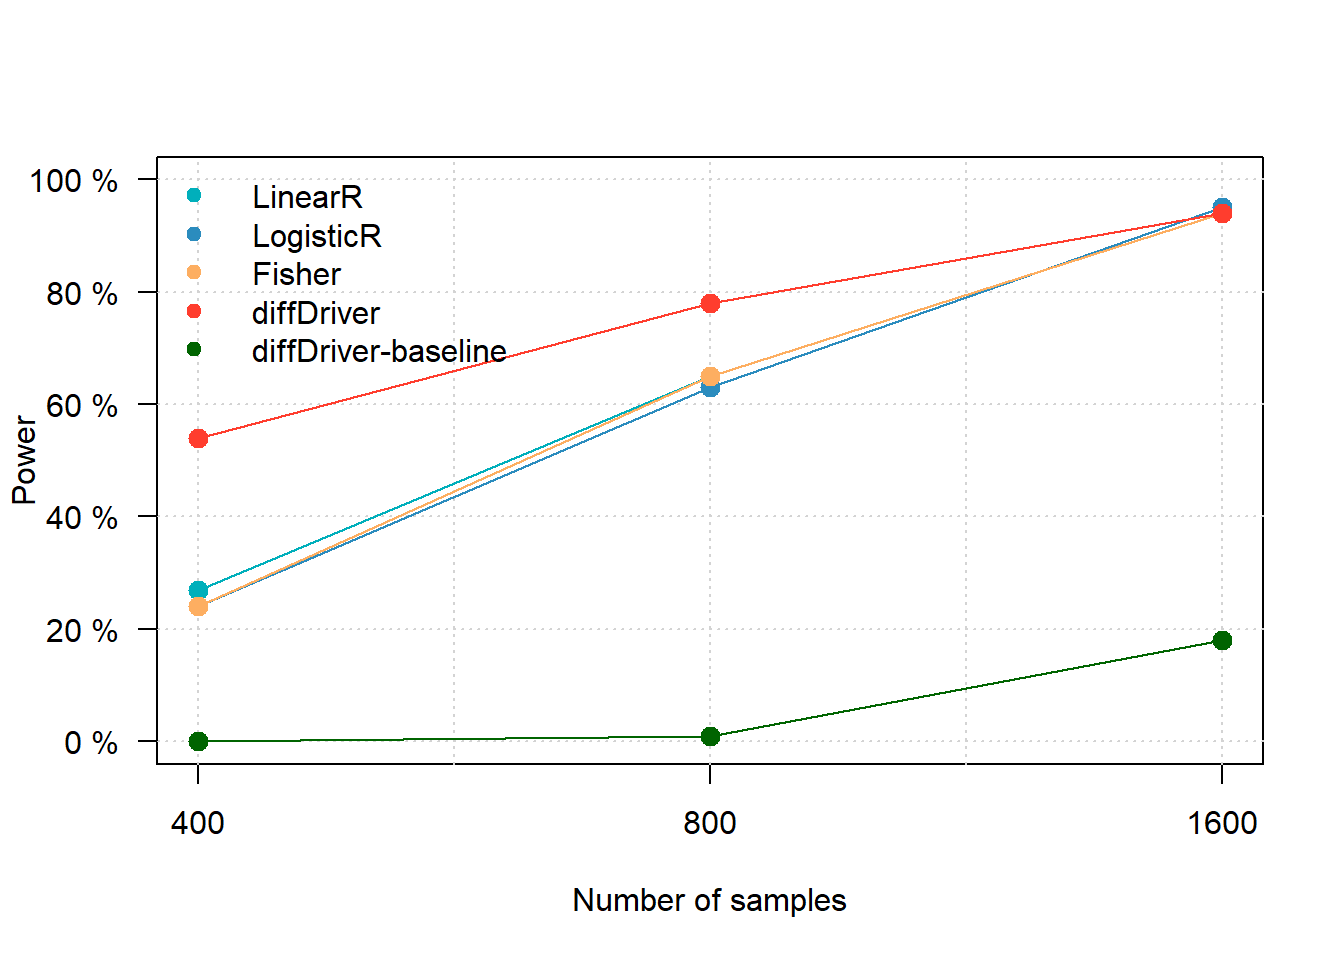 100 %
80 %
60 %
40 %
20 %
0 %
Power
LinearR
LogisticR
Fisher
diffDriver
diffDriver-baseline
400
800
1600
Number of samples